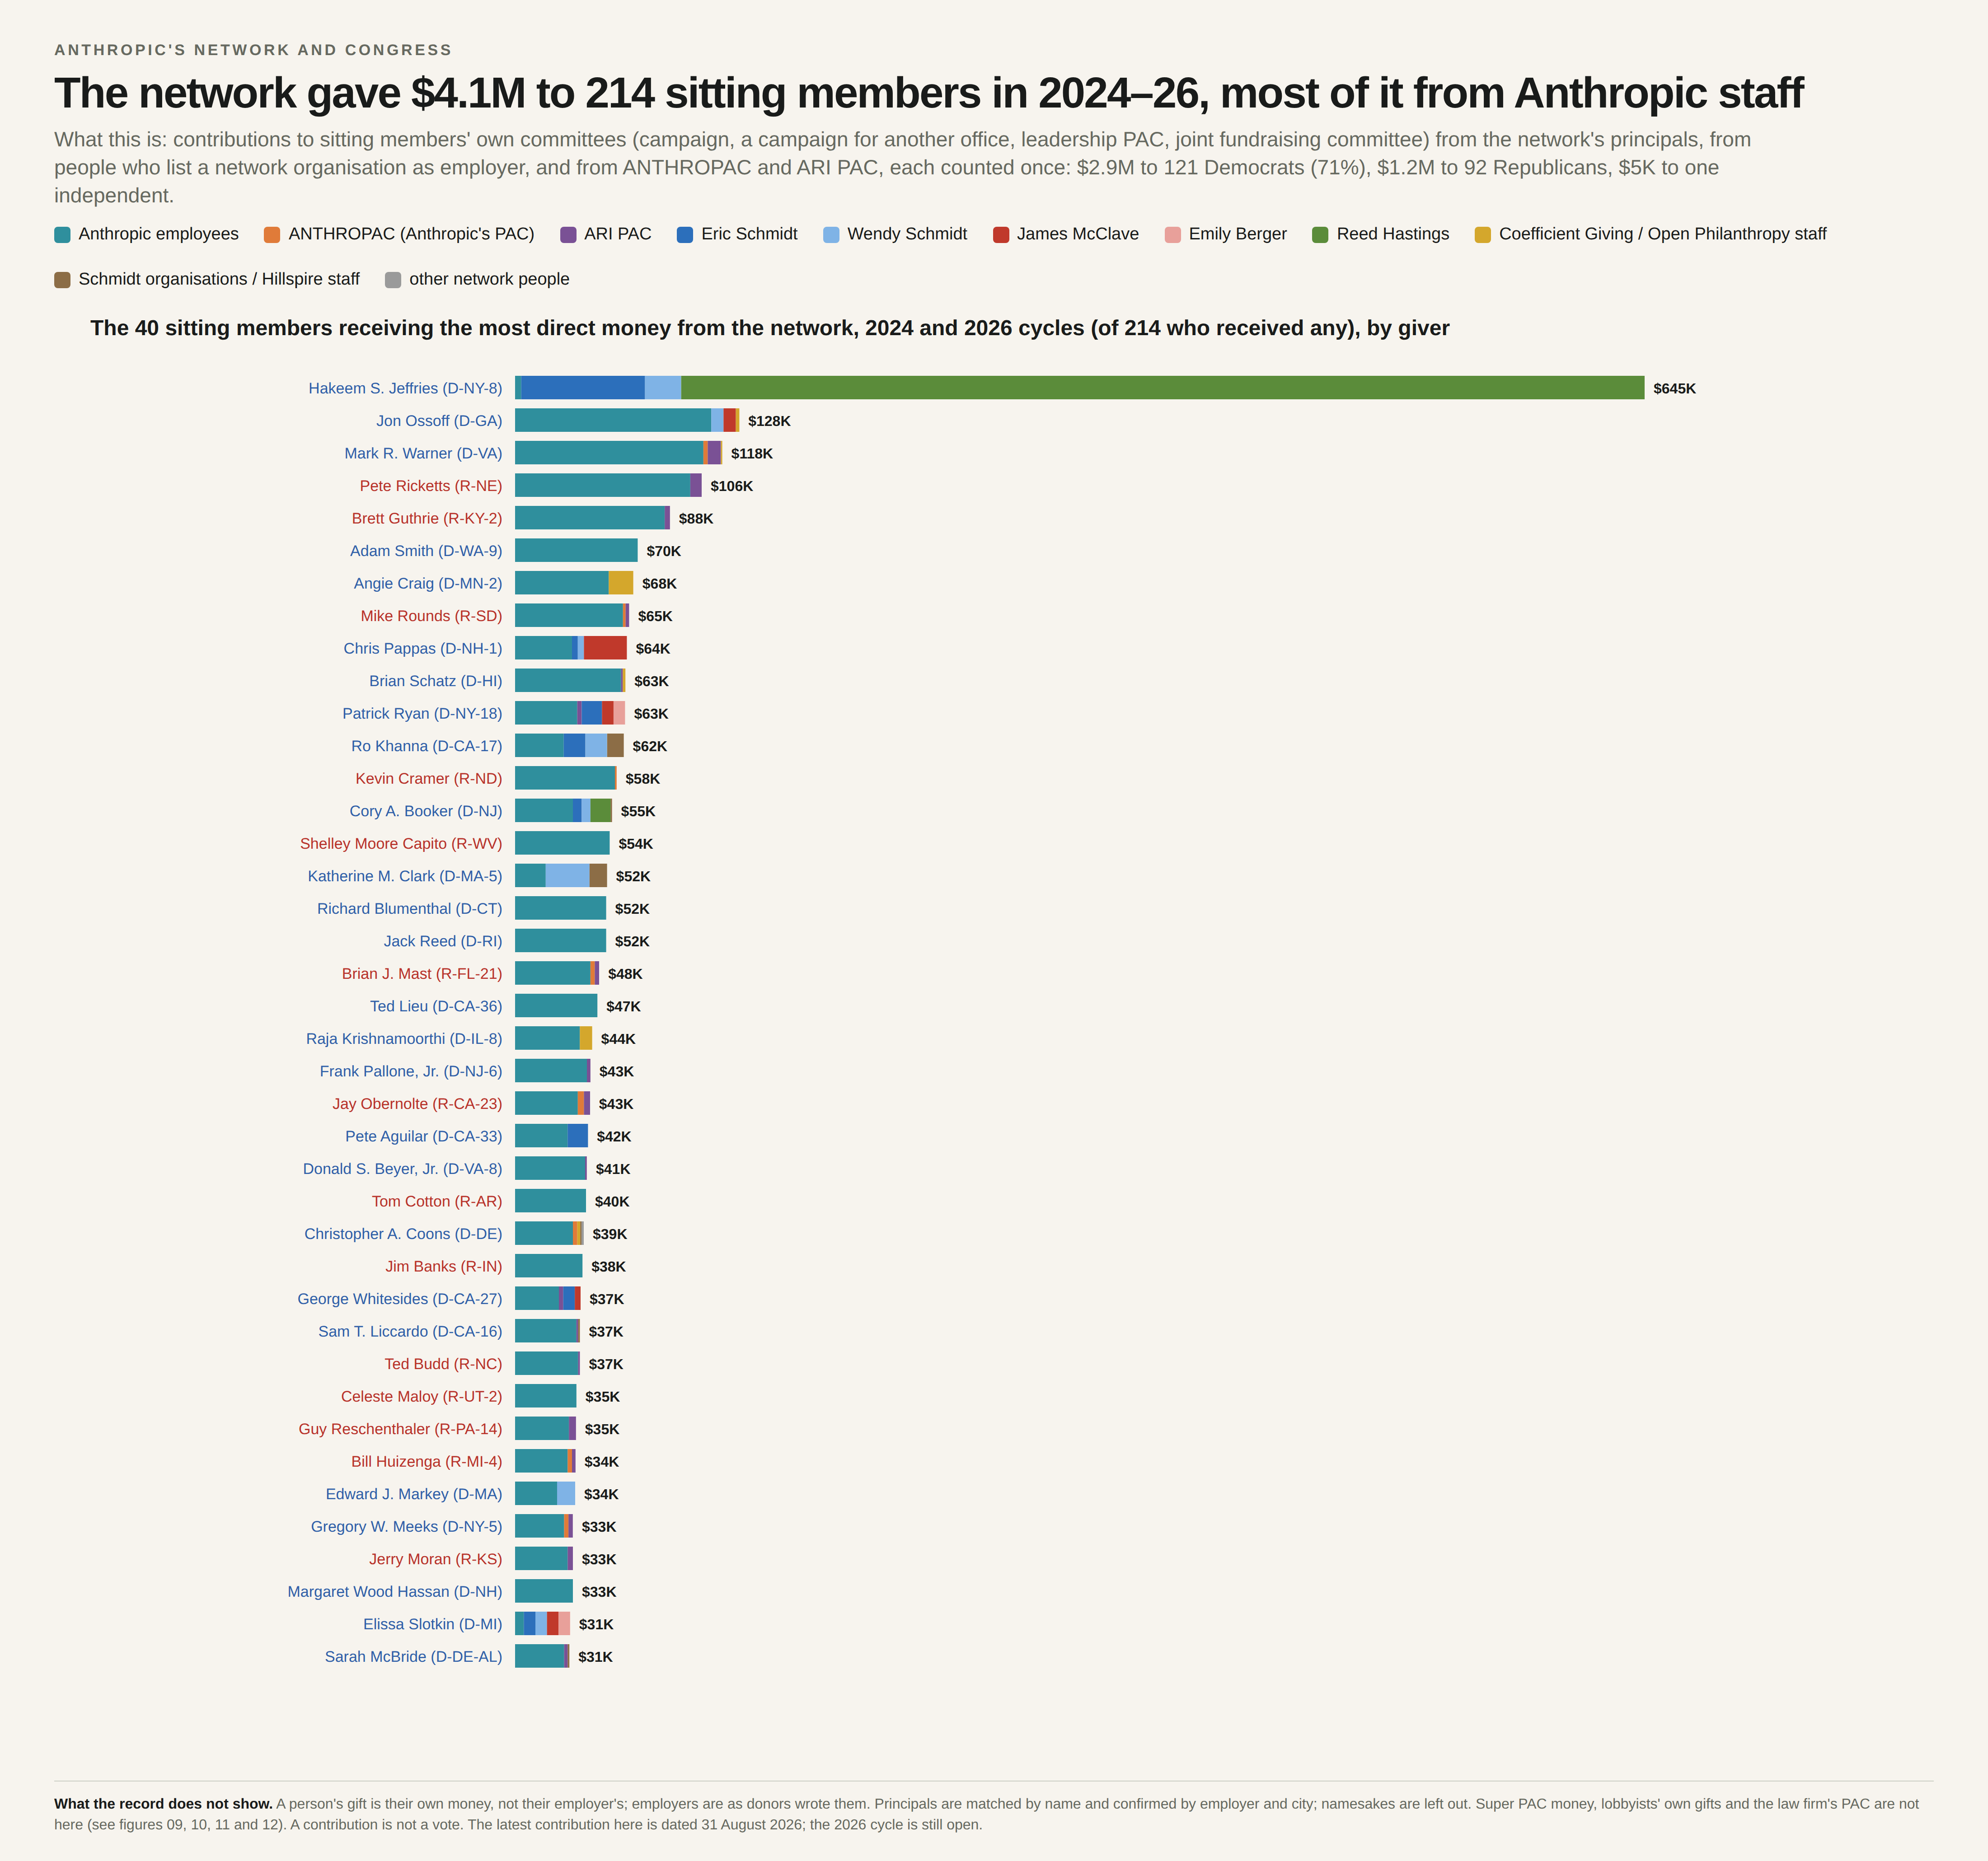 ANTHROPIC'S NETWORK AND CONGRESS
The network gave $4.1M to 214 sitting members in 2024–26, most of it from Anthropic staff
What this is: contributions to sitting members' own committees (campaign, a campaign for another office, leadership PAC, joint fundraising committee) from the network's principals, from
people who list a network organisation as employer, and from ANTHROPAC and ARI PAC, each counted once: $2.9M to 121 Democrats (71%), $1.2M to 92 Republicans, $5K to one
independent.
Anthropic employees ANTHROPAC (Anthropic's PAC) ARI PAC Eric Schmidt Wendy Schmidt James McClave Emily Berger Reed Hastings Coefficient Giving / Open Philanthropy staff
Schmidt organisations / Hillspire staff other network people
The 40 sitting members receiving the most direct money from the network, 2024 and 2026 cycles (of 214 who received any), by giver
Hakeem S. Jeffries (D-NY-8) $645K
Jon Ossoff (D-GA) $128K
Mark R. Warner (D-VA) $118K
Pete Ricketts (R-NE) $106K
Brett Guthrie (R-KY-2) $88K
Adam Smith (D-WA-9) $70K
Angie Craig (D-MN-2) $68K
Mike Rounds (R-SD) $65K
Chris Pappas (D-NH-1) $64K
Brian Schatz (D-HI) $63K
Patrick Ryan (D-NY-18) $63K
Ro Khanna (D-CA-17) $62K
Kevin Cramer (R-ND) $58K
Cory A. Booker (D-NJ) $55K
Shelley Moore Capito (R-WV) $54K
Katherine M. Clark (D-MA-5) $52K
Richard Blumenthal (D-CT) $52K
Jack Reed (D-RI) $52K
Brian J. Mast (R-FL-21) $48K
Ted Lieu (D-CA-36) $47K
Raja Krishnamoorthi (D-IL-8) $44K
Frank Pallone, Jr. (D-NJ-6) $43K
Jay Obernolte (R-CA-23) $43K
Pete Aguilar (D-CA-33) $42K
Donald S. Beyer, Jr. (D-VA-8) $41K
Tom Cotton (R-AR) $40K
Christopher A. Coons (D-DE) $39K
Jim Banks (R-IN) $38K
George Whitesides (D-CA-27) $37K
Sam T. Liccardo (D-CA-16) $37K
Ted Budd (R-NC) $37K
Celeste Maloy (R-UT-2) $35K
Guy Reschenthaler (R-PA-14) $35K
Bill Huizenga (R-MI-4) $34K
Edward J. Markey (D-MA) $34K
Gregory W. Meeks (D-NY-5) $33K
Jerry Moran (R-KS) $33K
Margaret Wood Hassan (D-NH) $33K
Elissa Slotkin (D-MI) $31K
Sarah McBride (D-DE-AL) $31K
What the record does not show. A person's gift is their own money, not their employer's; employers are as donors wrote them. Principals are matched by name and confirmed by employer and city; namesakes are left out. Super PAC money, lobbyists' own gifts and the law firm's PAC are not
here (see figures 09, 10, 11 and 12). A contribution is not a vote. The latest contribution here is dated 31 August 2026; the 2026 cycle is still open.